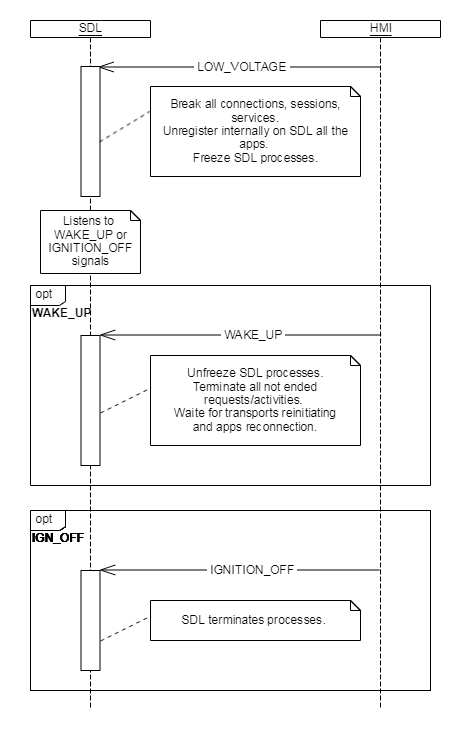 SDL
HMI
LOW_VOLTAGE
Break all connections, sessions,
services.
Unregister internally on SDL all the
apps.
Freeze SDL processes.
Listens to
WAKE_UP or
IGNITION_OFF
signals
opt
WAKE_UP
WAKE_UP
Unfreeze SDL processes.
Terminate all not ended
requests/activities.
Waite for transports reinitiating
and apps reconnection.
opt
IGN_OFF
IGNITION_OFF
SDL terminates processes.